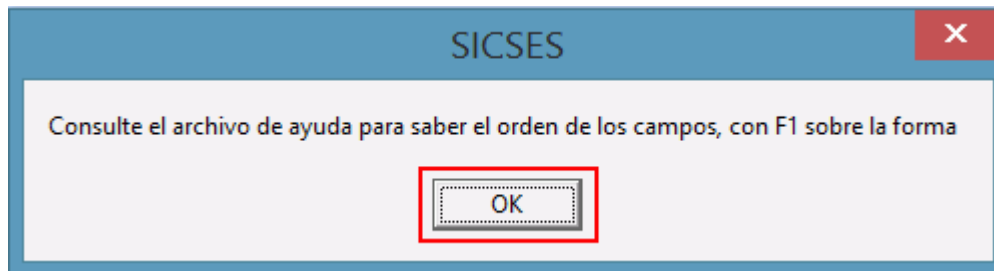 SICSES
Consulte el archivo de ayuda para saber el orden de los campos, con F1 sobre la forma
OK